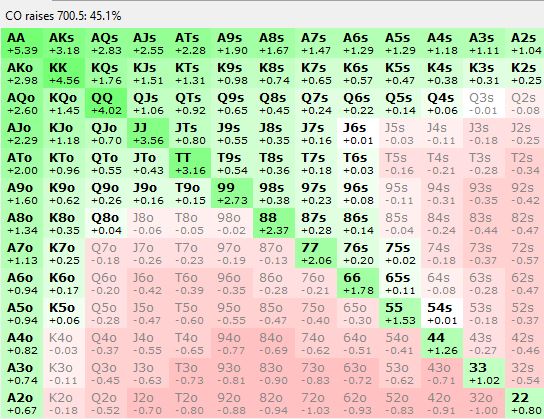 CO raises 700.5: 45.1%
AA AKs AQs AJs ATs A9s A8s A7s A6s A5s A4s A3s A2s
+5.39 +3.18 +2.83 +2.55 +2.28 +1.90 +1.67 +1.47 +1.29 +1.29 +1.18 +1.11 +1.04
AKo KK KQs KJs KTs K9s K8s K7s K6s K5s K4s K3s K2s
+2.98 +4.56 +1.76 +1.51 +1.31 +0.98 +0.74 +0.65 +0.57 +0.47 +0.38 +0.31 +0.25
AQo KQo QQ QJs QTs Q9s Q8s Q7s Q6s Q5s Q4s Q3s Q2s
+2.60 +1.45 +4.02 +1.06 +0.92 +0.65 +0.45 +0.24 +0.22 +0.14 +0.06 -0.01 -0.08
AJo KJo QJo JJ JTs J9s J8s J7s J6s J5s J4s J3s J2s
+2.29 +1.18 +0.70 +3.56 +0.80 +0.55 +0.35 +0.16 +0.01 -0.03 -0.11 -0.18 -0.25
ATo KTo QTo JTo TT T9s T8s T7s T6s T5s T4s T3s T2s
+2.00 +0.96 +0.55 +0.43 +3.16 +0.54 +0.36 +0.18 +0.03 -0.16 -0.21 -0.28 -0.34
A9o K9o Q9o J9o T9o 99 98s 97s 96s 95s 94s 93s 92s
+1.60 +0.62 +0.26 +0.16 +0.15 +2.73 +0.38 +0.23 +0.08 -0.11 -0.31 -0.35 -0.42
A8o K8o Q8o J8o T8o 98o 88 87s 86s 85s 84s 83s 82s
+1.34 +0.35 +0.04 -0.06 -0.05 -0.02 +2.37 +0.28 +0.14 -0.04 -0.24 -0.44 -0.47
A7o K7o Q7o J7o T7o 97o 87o 77 76s 75s 74s 73s 72s
+1.13 +0.25 -0.18 -0.26 -0.23 -0.19 -0.13 +2.06 +0.20 +0.02 -0.18 -0.37 -0.57
A6o K6o Q6o J6o T6o 96o 86o 76o 66 65s 64s 63s 62s
+0.94 +0.17 -0.20 -0.42 -0.39 -0.35 -0.28 -0.21 +1.78 +0.11 -0.08 -0.28 -0.47
A5o K5o Q5o J5o T5o 95o 85o 75o 65o 55 54s 53s 52s
+0.94 +0.06 -0.28 -0.47 -0.60 -0.55 -0.47 -0.40 -0.30 +1.53 +0.01 -0.18 -0.37
A4o K4o Q4o J4o T4o 94o 84o 74o 64o 54o 44 43s 42s
+0.82 -0.03 -0.37 -0.55 -0.65 -0.77 -0.69 -0.62 -0.51 -0.41 +1.26 -0.27 -0.46
A3o K3o Q3o J3o T3o 93o 83o 73o 63o 53o 43o 33 32s
+0.74 -0.11 -0.45 -0.63 -0.73 -0.81 -0.90 -0.83 -0.72 -0.62 -0.71 +1.02 -0.54
A2o K2o Q2o J2o T2o 92o 82o 72o 62o 52o 42o 32o 22
+0.67 -0.18 -0.52 -0.70 -0.80 -0.88 -0.94 -1.03 -0.93 -0.83 -0.91 -1.00 +0.80